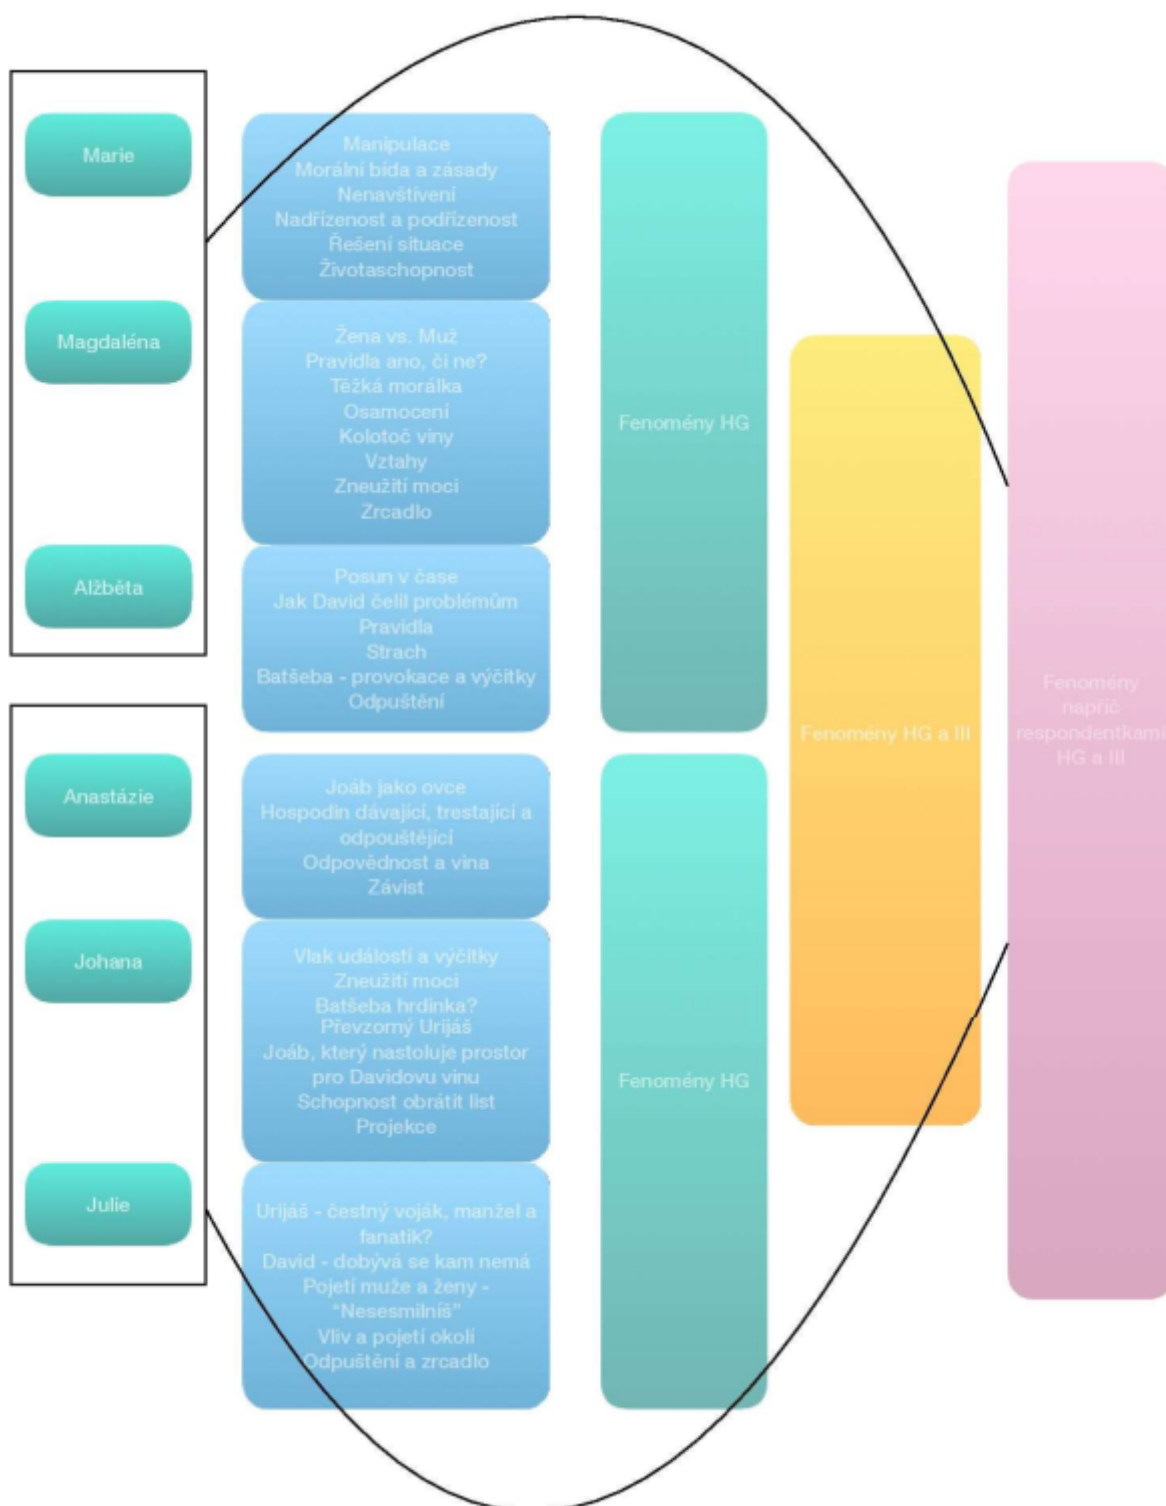 Marie
Manipulace
Morální bída a zásady
Nenavštívení
Nadřízenost a podřízenost
Řešení situace
Životaschopnost
Magdaléna
Žena vs. Muž
Pravidla ano, či ne?
Těžká morálka
Osamocení
Kolotoč viny
Vztahy
Zneužití moci
Zrcadlo
Alžběta
Posun v čase
Jak David čelil problémům
Pravidla
Strach
Batšeba - provokace a výčitky
Odpuštění
Fenomény HG
Anastázie
Joáb jako ovce
Hospodin dávající, trestající a
odpouštějící
Odpovědnost a vina
Závist
Johana
Vlak událostí a výčitky
Zneužití moci
Batšeba hrdinka?
Převzorný Urijáš
Joáb, který nastoluje prostor
pro Davidovu vinu
Schopnost obrátit list
Projekce
Julie
Urijáš - čestný voják, manžel a
fanatik?
David - dobývá se kam nemá
Pojetí muže a ženy -
“Nesesmilníš”
Vliv a pojetí okolí
Odpuštění a zrcadlo
Fenomény HG
Fenomény HG a III
Fenomény
napříč
respondentkami
HG a III